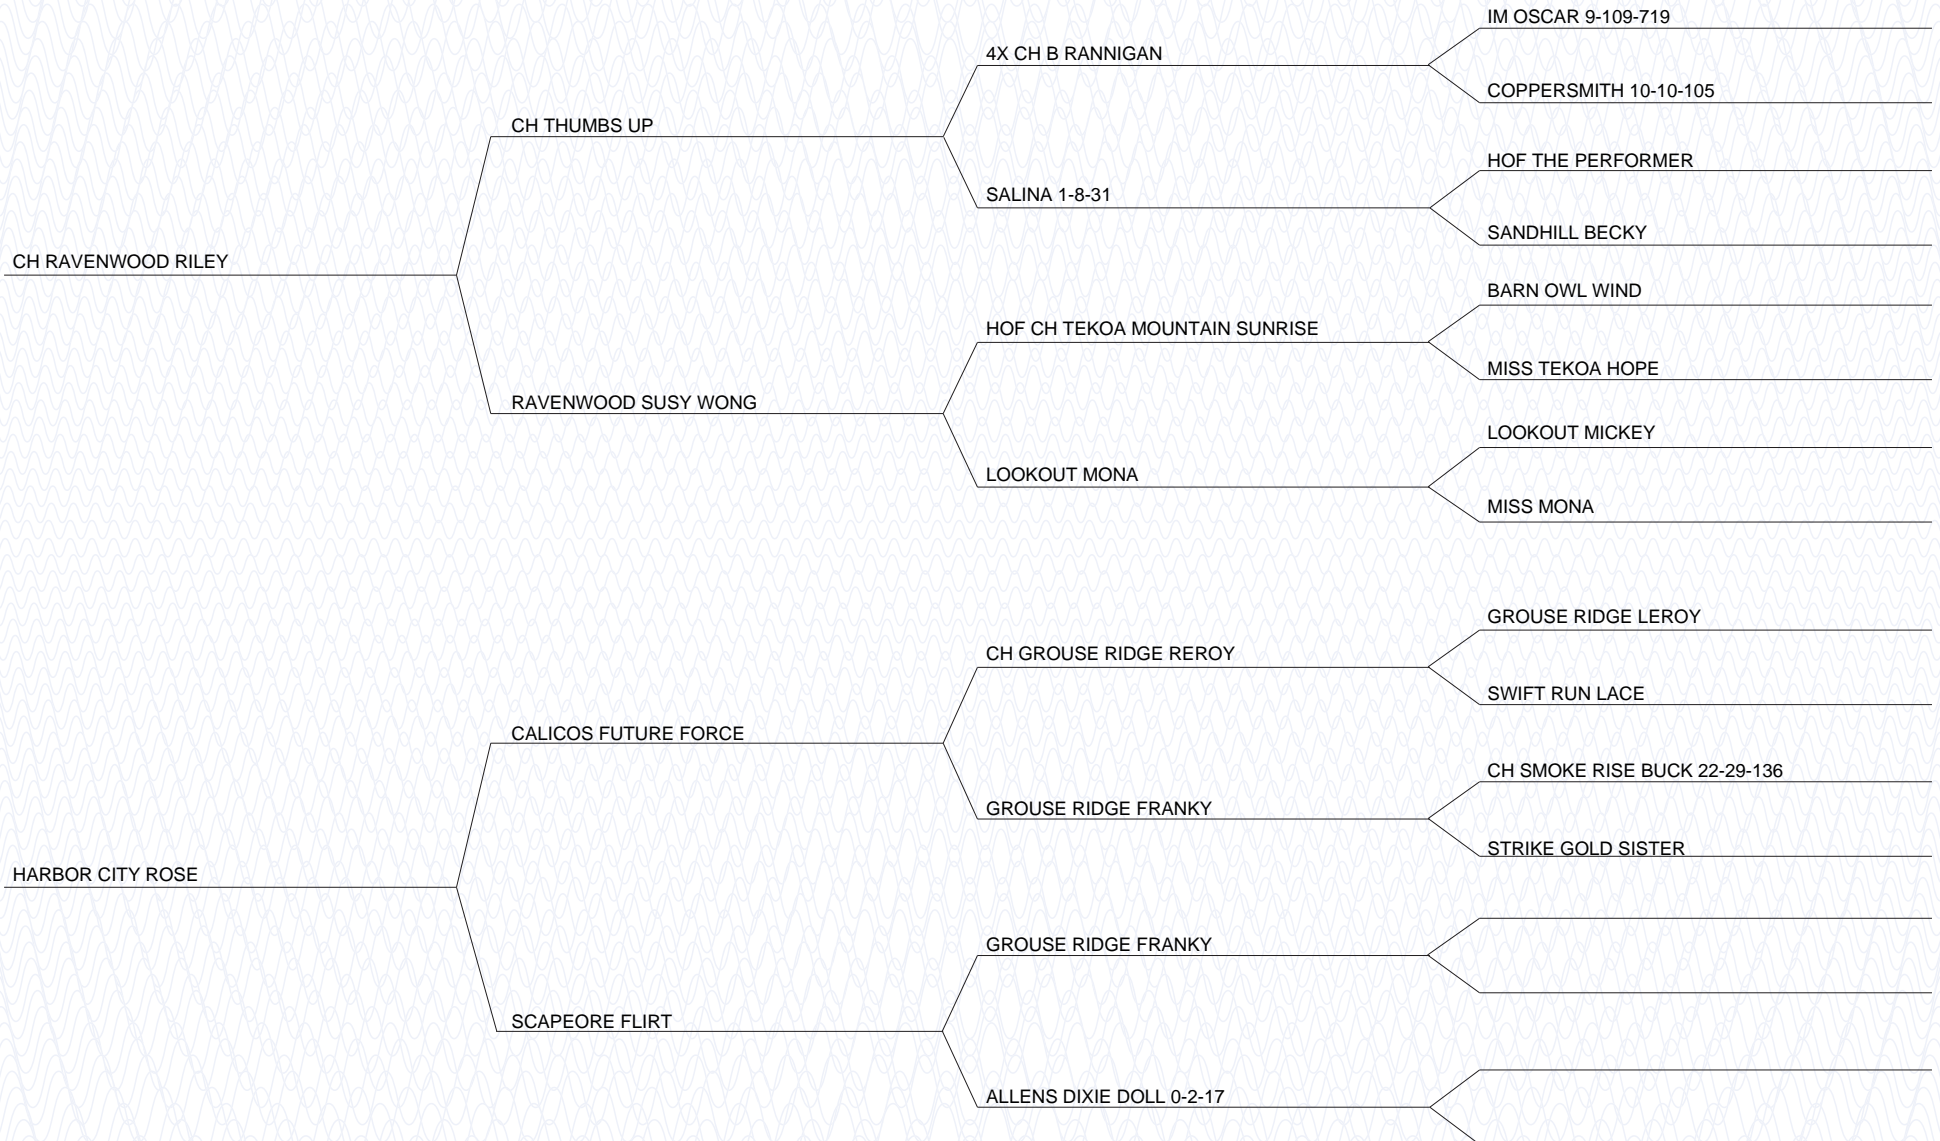 IM OSCAR 9-109-719
4X CH B RANNIGAN
COPPERSMITH 10-10-105
CH THUMBS UP
HOF THE PERFORMER
SALINA 1-8-31
SANDHILL BECKY
CH RAVENWOOD RILEY
BARN OWL WIND
HOF CH TEKOA MOUNTAIN SUNRISE
MISS TEKOA HOPE
RAVENWOOD SUSY WONG
LOOKOUT MICKEY
LOOKOUT MONA
MISS MONA
GROUSE RIDGE LEROY
CH GROUSE RIDGE REROY
SWIFT RUN LACE
CALICOS FUTURE FORCE
CH SMOKE RISE BUCK 22-29-136
GROUSE RIDGE FRANKY
STRIKE GOLD SISTER
HARBOR CITY ROSE
GROUSE RIDGE FRANKY
SCAPEORE FLIRT
ALLENS DIXIE DOLL 0-2-17